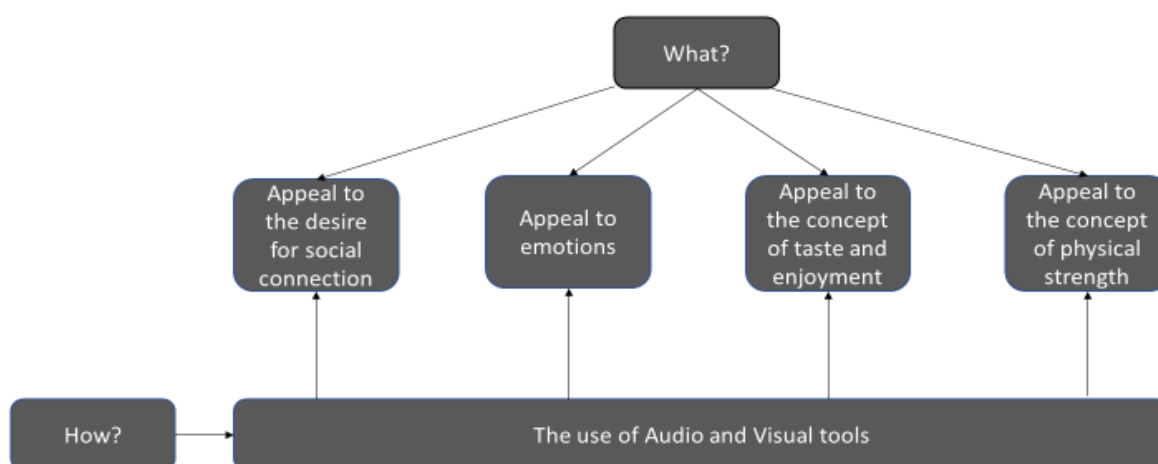 What?
Appeal to
the desire
for social
connection
Appeal to
emotions
Appeal to
the concept
of taste and
enjoyment
Appeal to
the concept
of physical
strength
How?
The use of Audio and Visual tools